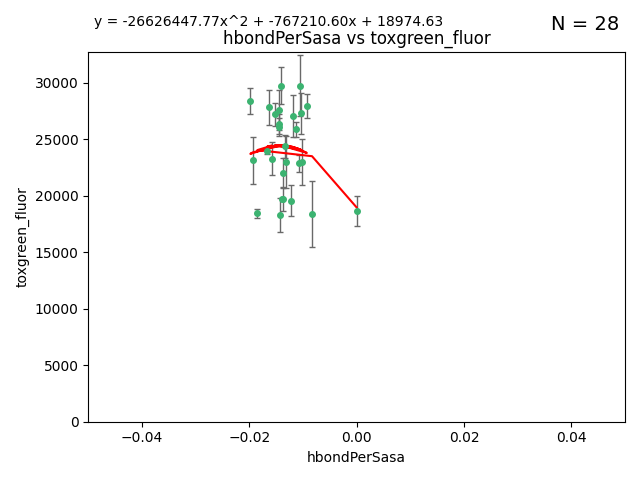 y = -26626447.77x^2 + -767210.60x + 18974.63
N = 28
hbondPerSasa vs toxgreen_fluor
toxgreen_fluor
30000
25000
20000
15000
10000
5000
0
−0.04
−0.02
0.00
0.02
0.04
hbondPerSasa